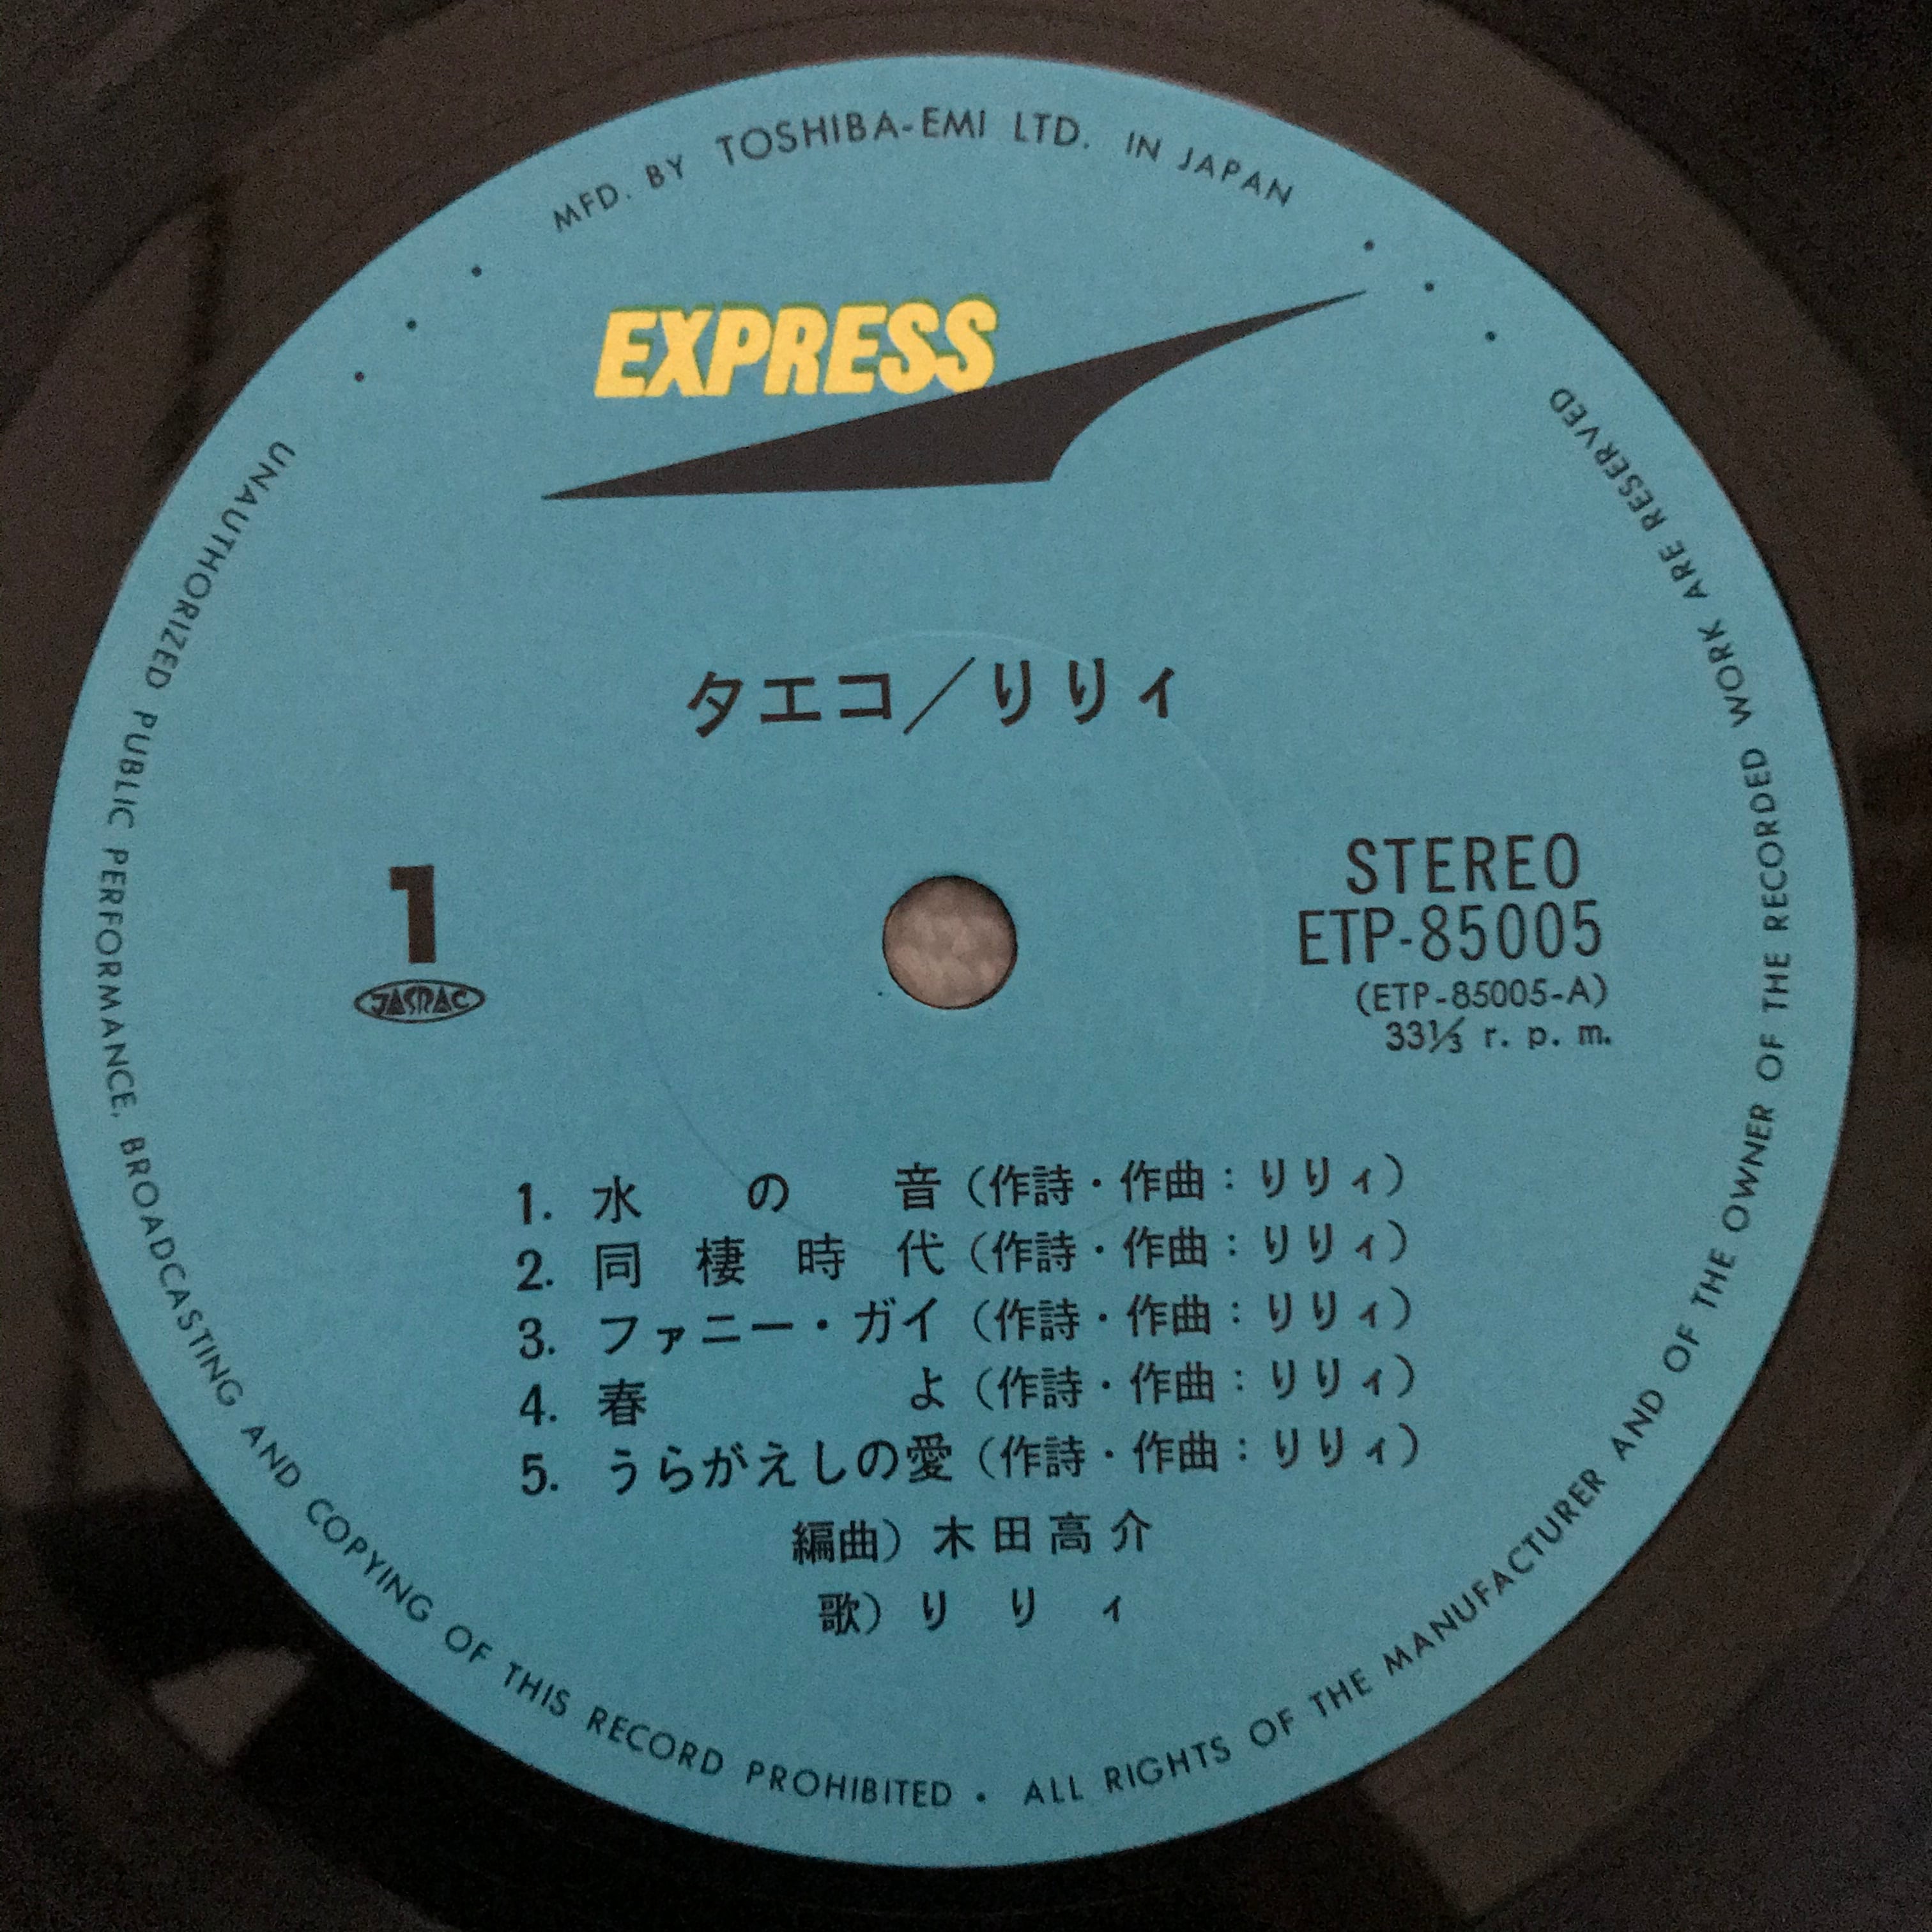 MFD. BY TOSHIBA-EMI LTD. IN JAPAN
EXPRESS
タエコ／りりィ
1
JASRAC
STEREO
ETP-85005
(ETP-85005-A)
33⅓ r. p. m.
1. 水の音（作詩・作曲：りりィ）
2. 同棲時代（作詩・作曲：りりィ）
3. ファニー・ガイ（作詩・作曲：りりィ）
4. 春よ（作詩・作曲：りりィ）
5. うらがえしの愛（作詩・作曲：りりィ）
編曲）木田高介
歌）りりィ
UNAUTHORIZED PUBLIC PERFORMANCE, BROADCASTING AND COPYING OF THIS RECORD PROHIBITED • ALL RIGHTS OF THE MANUFACTURER AND OF THE OWNER OF THE RECORDED WORK ARE RESERVED